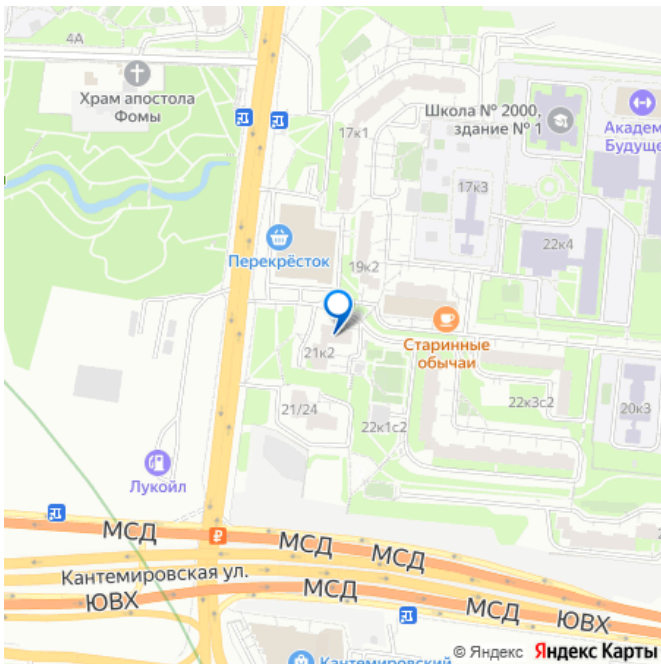 4А
Храм апостола
Фомы
17к1
Школа № 2000,
здание № 1
Академ
Будуще
17к3
Перекрёсток
19к2
22к4
Старинные
обычаи
21к2
21/24
22к1с2
22к3с2
20к3
Лукойл
МСД
₽
МСД
МСД
Кантемировская ул.
ЮВХ
МСД
МСД
ЮВХ
Кантемировский
© Яндекс Яндекс Карты